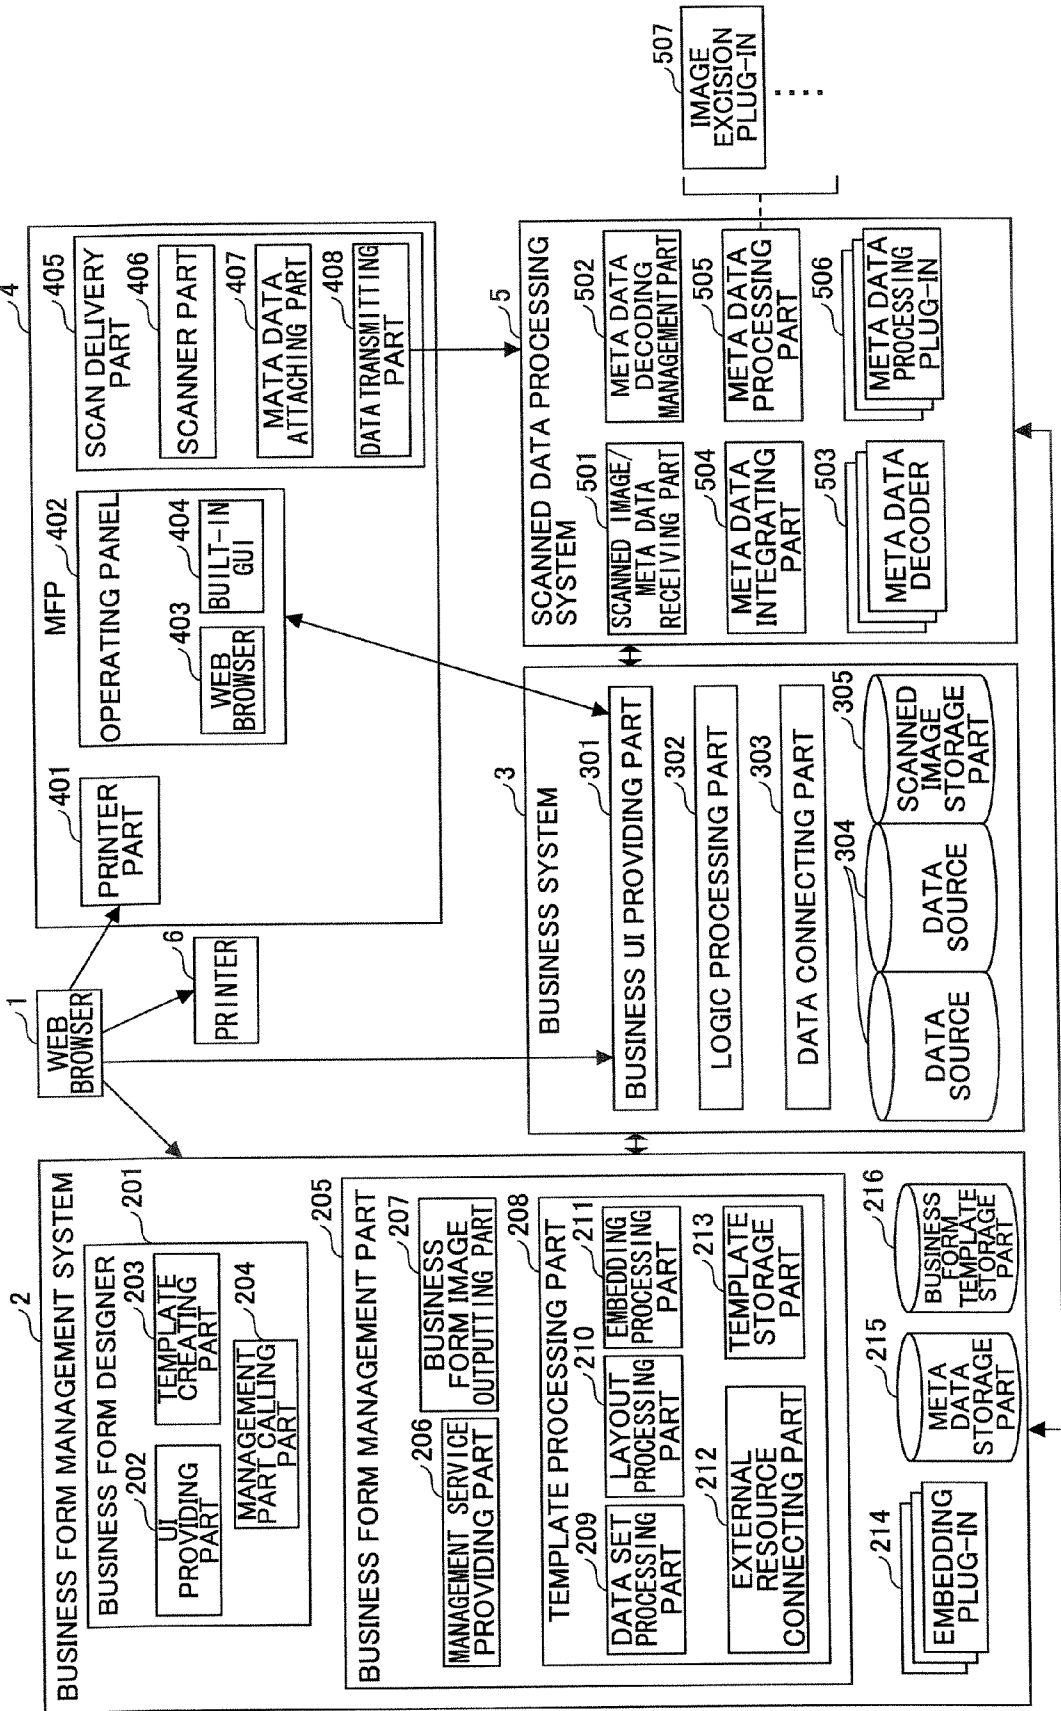 1
WEB
BROWSER
6
PRINTER
2
BUSINESS FORM MANAGEMENT SYSTEM
BUSINESS FORM DESIGNER
201
202
UI
PROVIDING
PART
203
TEMPLATE
CREATING
PART
204
MANAGEMENT
PART CALLING
PART
205
BUSINESS FORM MANAGEMENT PART
206
MANAGEMENT SERVICE
PROVIDING PART
207
BUSINESS
FORM IMAGE
OUTPUTING PART
208
TEMPLATE PROCESSING PART
209
DATA SET
PROCESSING
PART
210
LAYOUT
PROCESSING
PART
211
EMBEDDING
PROCESSING
PART
212
EXTERNAL
RESOURCE
CONNECTING PART
213
TEMPLATE
STORAGE
PART
214
EMBEDDING
PLUG-IN
215
META
DATA
STORAGE
PART
216
BUSINESS
FORM
TEMPLATE
STORAGE
PART
3
BUSINESS SYSTEM
301
BUSINESS UI PROVIDING PART
302
LOGIC PROCESSING PART
303
DATA CONNECTING PART
304
DATA
SOURCE
DATA
SOURCE
305
SCANNED
IMAGE
STORAGE
PART
4
MFP
401
PRINTER
PART
402
OPERATING PANEL
403
WEB
BROWSER
404
BUILT-IN
GUI
405
SCAN DELIVERY
PART
406
SCANNER PART
407
MATA DATA
ATTACHING PART
408
DATA TRANSMITTING
PART
5
SCANNED DATA PROCESSING
SYSTEM
501
SCANNED IMAGE/
META DATA
RECEIVING PART
502
META DATA
DECODING
MANAGEMENT PART
504
META DATA
INTEGRATING
PART
505
META DATA
PROCESSING
PART
503
META DATA
DECODER
506
META DATA
PROCESSING
PLUG-IN
507
IMAGE
EXCISION
PLUG-IN
....